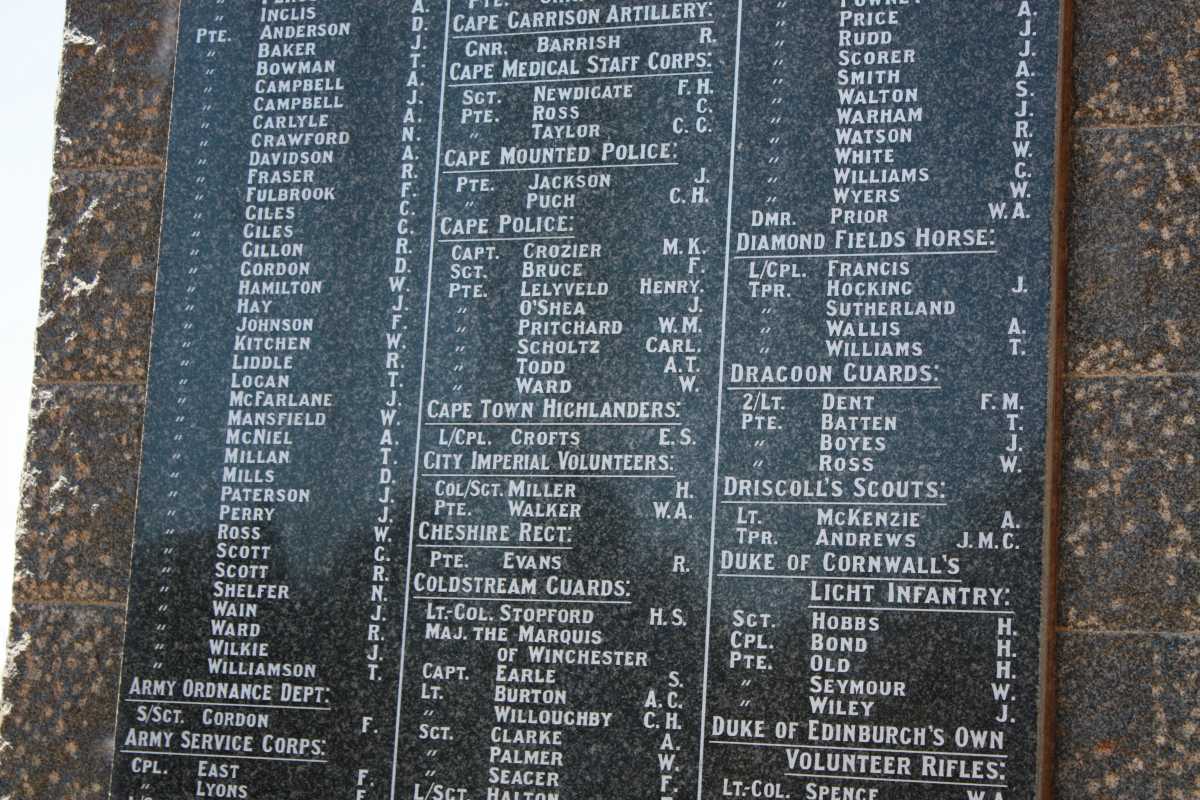 " INGLIS A.
PTE. ANDERSON D.
" BAKER J.
" BOWMAN T.
" CAMPBELL A.
" CAMPBELL J.
" CARLYLE A.
" CRAWFORD N.
" DAVIDSON A.
" FRASER R.
" FULBROOK F.
" GILES C.
" GILES C.
" GILLON R.
" GORDON D.
" HAMILTON W.
" HAY J.
" JOHNSON F.
" KITCHEN W.
" LIDDLE R.
" LOGAN T.
" MCFARLANE J.
" MANSFIELD W.
" MCNIEL A.
" MILLAN T.
" MILLS D.
" PATERSON J.
" PERRY J.
" ROSS W.
" SCOTT G.
" SCOTT R.
" SHELFER N.
" WAIN J.
" WARD R.
" WILKIE J.
" WILLIAMSON T.
ARMY ORDNANCE DEPT:
S/SGT. GORDON F.
ARMY SERVICE CORPS:
CPL. EAST F.
" LYONS
PTE.
CAPE GARRISON ARTILLERY:
GNR. BARRISH R.
CAPE MEDICAL STAFF CORPS:
SGT. NEWDIGATE F.H.
PTE. ROSS C.
" TAYLOR C.C.
CAPE MOUNTED POLICE:
PTE. JACKSON J.
" PUGH C.H.
CAPE POLICE:
CAPT. CROZIER M.K.
SGT. BRUCE F.
PTE. LELYVELD HENRY.
" O'SHEA J.
" PRITCHARD W.M.
" SCHOLTZ CARL.
" TODD A.T.
" WARD W.
CAPE TOWN HIGHLANDERS:
L/CPL. CROFTS E.S.
CITY IMPERIAL VOLUNTEERS:
COL/SGT. MILLER H.
PTE. WALKER W.A.
CHESHIRE REGT:
PTE. EVANS R.
COLDSTREAM GUARDS:
LT.-COL. STOPFORD H.S.
MAJ. THE MARQUIS
OF WINCHESTER
CAPT. EARLE S.
LT. BURTON A.C.
" WILLOUGHBY C.H.
SGT. CLARKE A.
" PALMER W.
" SEAGER F.
L/SGT. HALTON
" PRICE A.
" RUDD J.
" SCORER J.
" SMITH A.
" WALTON S.
" WARHAM J.
" WATSON R.
" WHITE W.
" WILLIAMS C.
" WYERS W.
DMR. PRIOR W.A.
DIAMOND FIELDS HORSE:
L/CPL. FRANCIS
TPR. HOCKING J.
" SUTHERLAND
" WALLIS A.
" WILLIAMS T.
DRAGOON GUARDS:
2/LT. DENT F.M.
PTE. BATTEN T.
" BOYES J.
" ROSS W.
DRISCOLL'S SCOUTS:
LT. MCKENZIE A.
TPR. ANDREWS J.M.C.
DUKE OF CORNWALL'S
LIGHT INFANTRY:
SGT. HOBBS H.
CPL. BOND H.
PTE. OLD H.
" SEYMOUR W.
" WILEY J.
DUKE OF EDINBURGH'S OWN
VOLUNTEER RIFLES:
LT.-COL. SPENCE W.A.